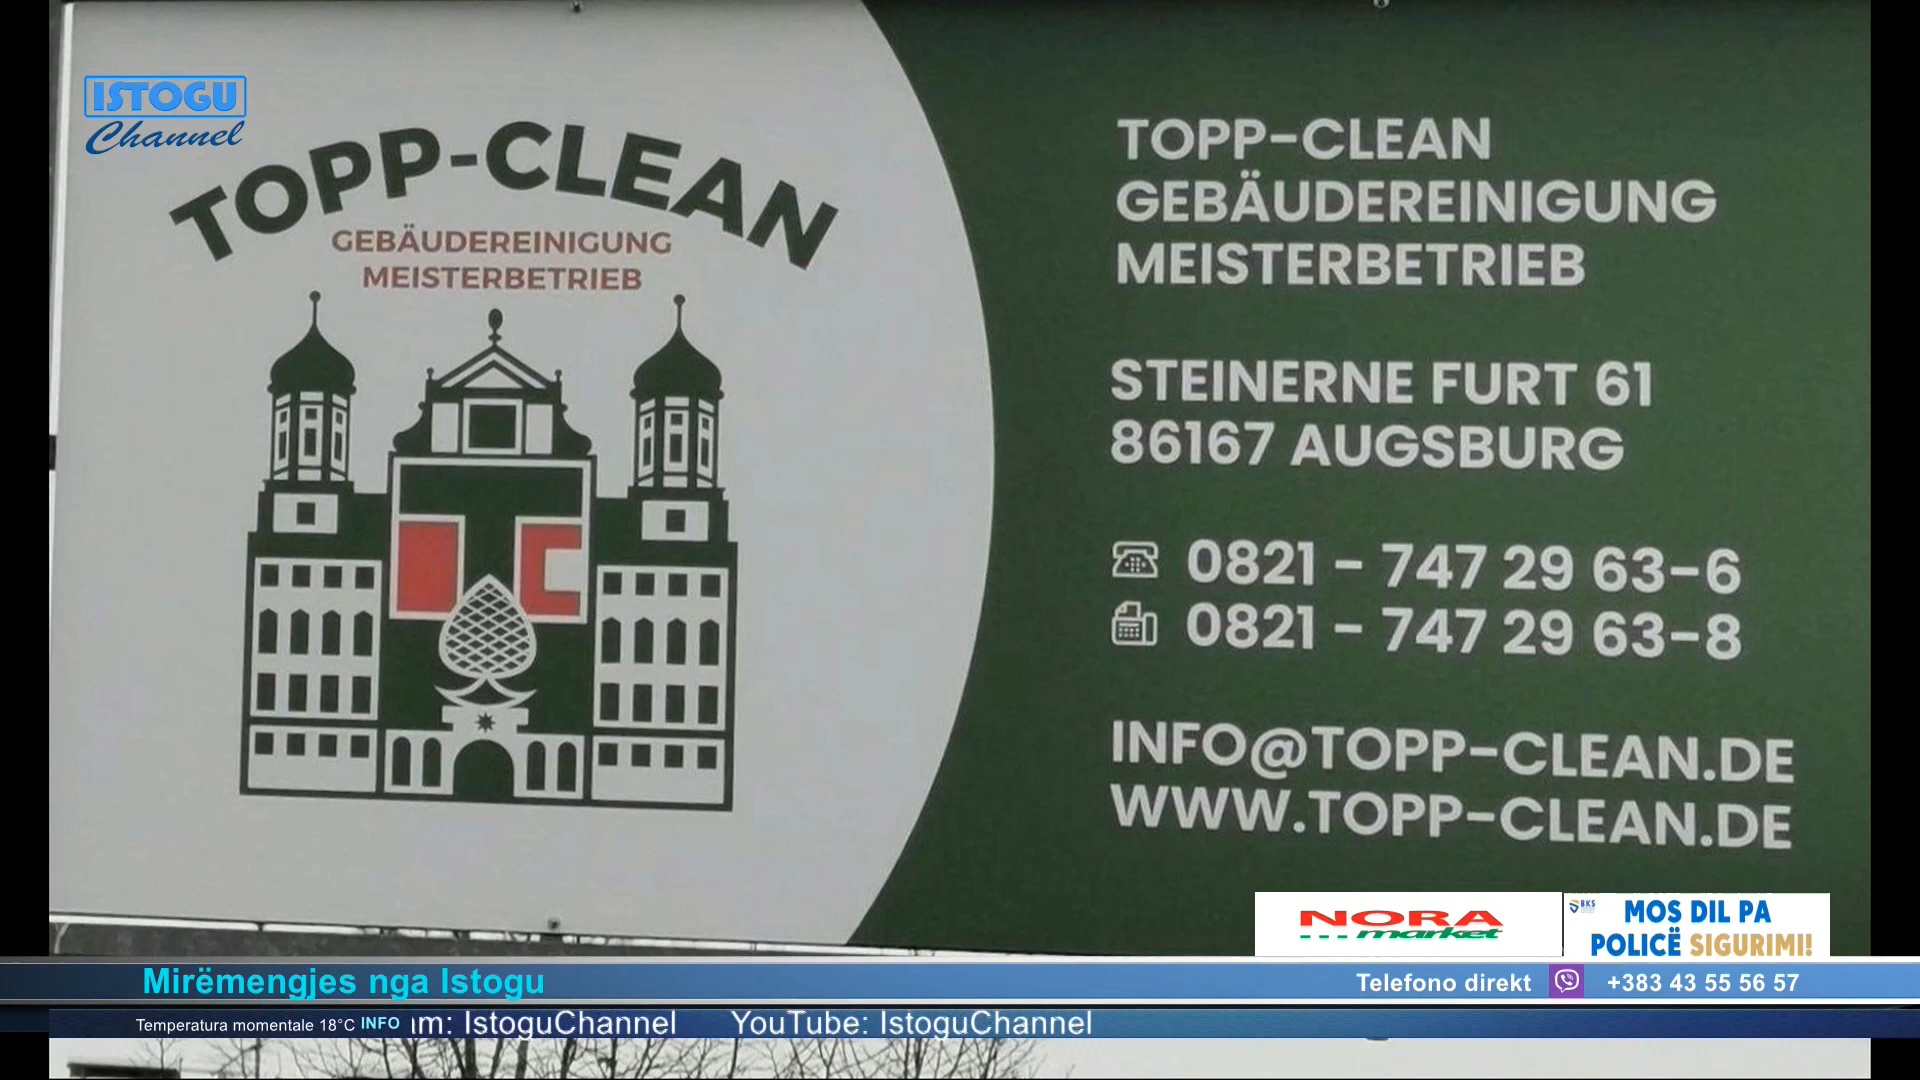 ISTOGU
Channel
TOPP-CLEAN
GEBÄUDEREINIGUNG
MEISTERBETRIEB
TC
TOPP-CLEAN
GEBÄUDEREINIGUNG
MEISTERBETRIEB
STEINERNE FURT 61
86167 AUGSBURG
0821 - 747 29 63-6
0821 - 747 29 63-8
INFO@TOPP-CLEAN.DE
WWW.TOPP-CLEAN.DE
NORA
market
BKS
MOS DIL PA
POLICË SIGURIMI!
Mirëmengjes nga Istogu
Telefono direkt +383 43 55 56 57
Temperatura momentale 18°C INFO am: IstoguChannel YouTube: IstoguChannel